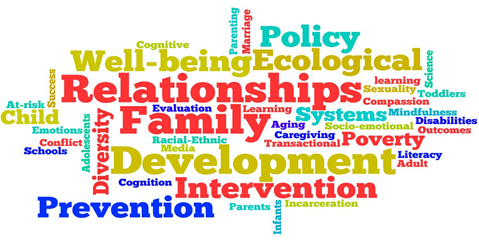 Parenting
Marriage
Policy
Cognitive
Well-being
Ecological
Science
Success
Relationships
learning
Sexuality
Toddlers
Compassion
At-risk
Child
Evaluation
Learning
Systems
Mindfulness
Family
Disabilities
Emotions
Adolescents
Diversity
Aging
Socio-emotional
Outcomes
Conflict
Racial-Ethnic
Caregiving
Transactional
Poverty
Schools
Media
Development
Literacy
Adult
Cognition
Intervention
Prevention
Parents
Infants
Incarceration